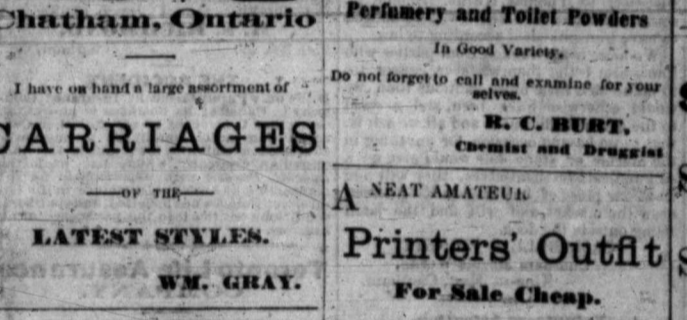 Chatham, Ontario
I have on hand a large assortment of
CARRIAGES
—OF THE—
LATEST STYLES.
WM. GRAY.
Perfumery and Toilet Powders
In Good Variety.
Do not forget to call and examine for your
selves.
R. C. BURT.
Chemist and Druggist
A NEAT AMATEUR
Printers' Outfit
For Sale Cheap.